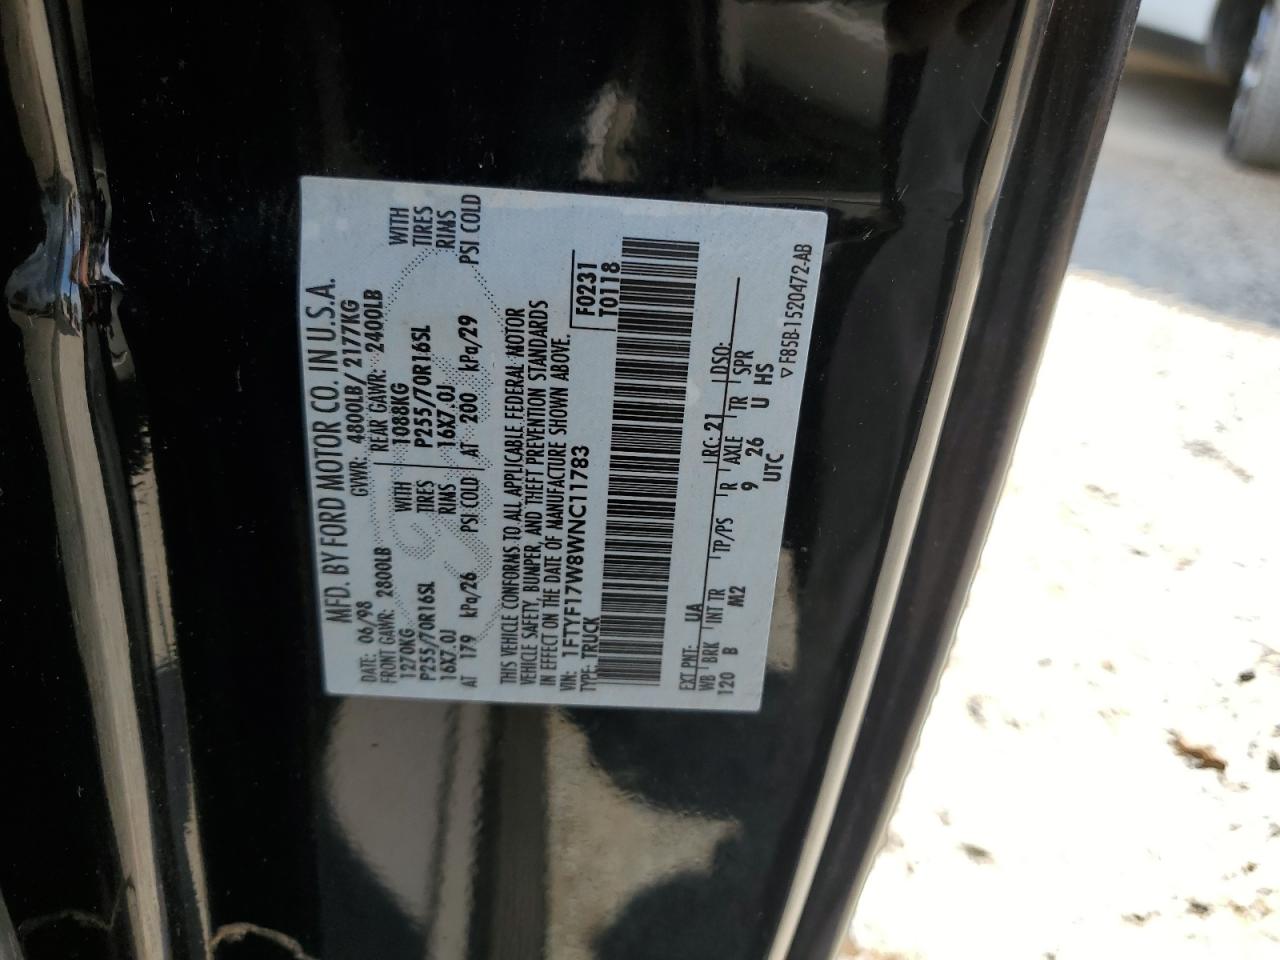 MFD. BY FORD MOTOR CO. IN U.S.A.
DATE: 06/98 GVWR: 4800LB/ 2177KG
FRONT GAWR: 2800LB REAR GAWR: 2400LB
1270KG WITH 1088KG WITH
P255/70R16SL TIRES P255/70R16SL TIRES
16X7.0J RIMS 16X7.0J RIMS
AT 179 kPa/26 PSI COLD AT 200 kPa/29 PSI COLD
THIS VEHICLE CONFORMS TO ALL APPLICABLE FEDERAL MOTOR
VEHICLE SAFETY, BUMPER, AND THEFT PREVENTION STANDARDS
IN EFFECT ON THE DATE OF MANUFACTURE SHOWN ABOVE.
VIN: 1FTYF17W8WNC11783 F0231
TYPE: TRUCK T0118
EXT PNT: UA RC: 21 DSO:
WB BRK INT TR TP/PS R AXLE TR SPR
120 B M2 9 26 U HS
UTC
▽ F85B-1520472-AB